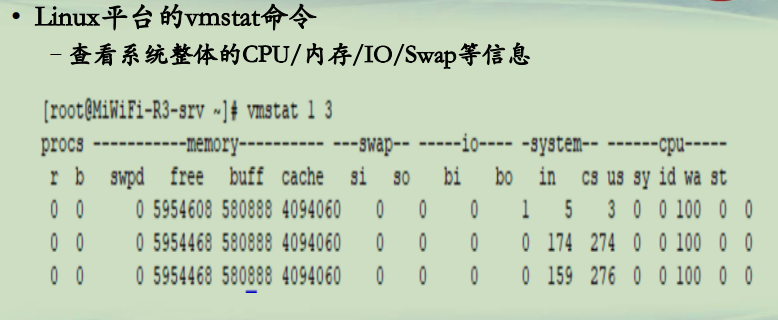 • Linux平台的vmstat命令
– 查看系统整体的CPU/内存/IO/Swap等信息
[root@MiWiFi-R3-srv ~]# vmstat 1 3
procs -----------memory---------- ---swap-- -----io---- -system-- ------cpu-----
r b swpd free buff cache si so bi bo in cs us sy id wa st
0 0 0 5954608 580888 4094060 0 0 0 1 5 3 0 0 100 0 0
0 0 0 5954468 580888 4094060 0 0 0 0 174 274 0 0 100 0 0
0 0 0 5954468 580888 4094060 0 0 0 0 159 276 0 0 100 0 0